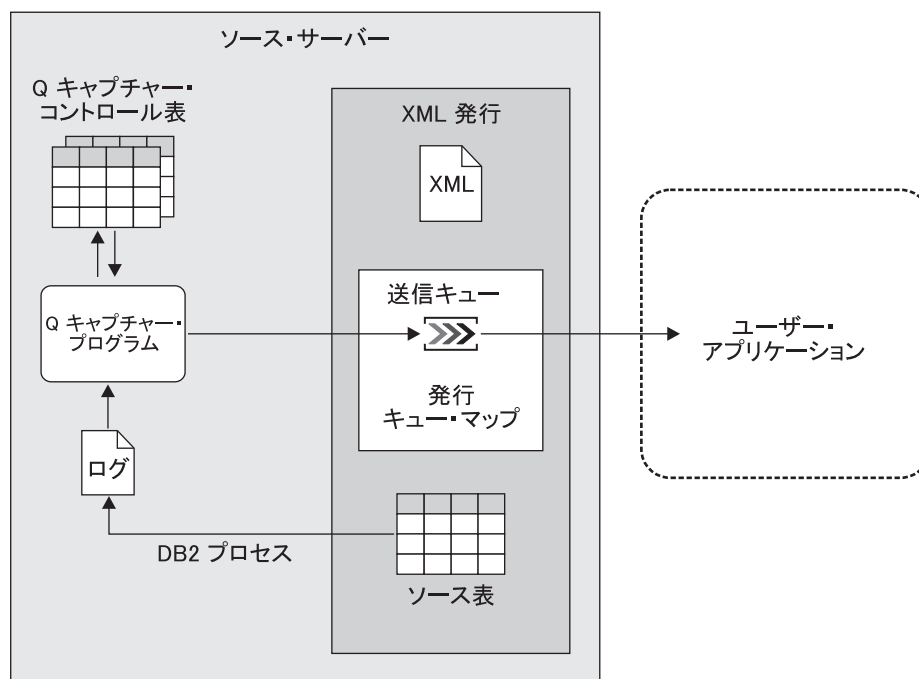 ソース・サーバー
Q キャプチャー・
コントロール表
XML 発行
XML
送信キュー
Q キャプチャー・
プログラム
ユーザー・
アプリケーション
発行
キュー・マップ
ログ
DB2 プロセス
ソース表